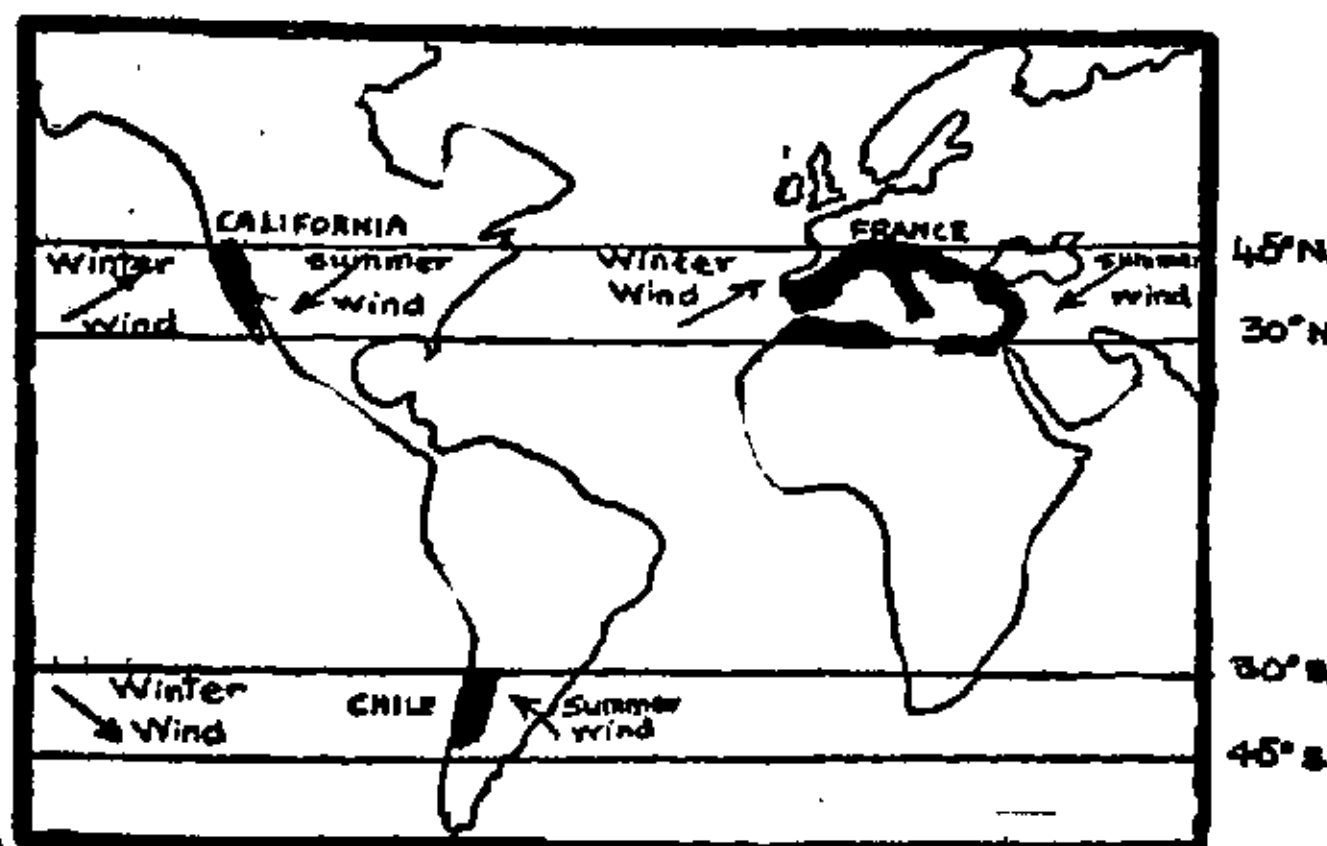 CALIFORNIA
FRANCE
Winter
Wind
summer
wind
Winter
Wind
summer
wind
45° N
30° N
Winter
Wind
CHILE
Summer
wind
30° S
45° S